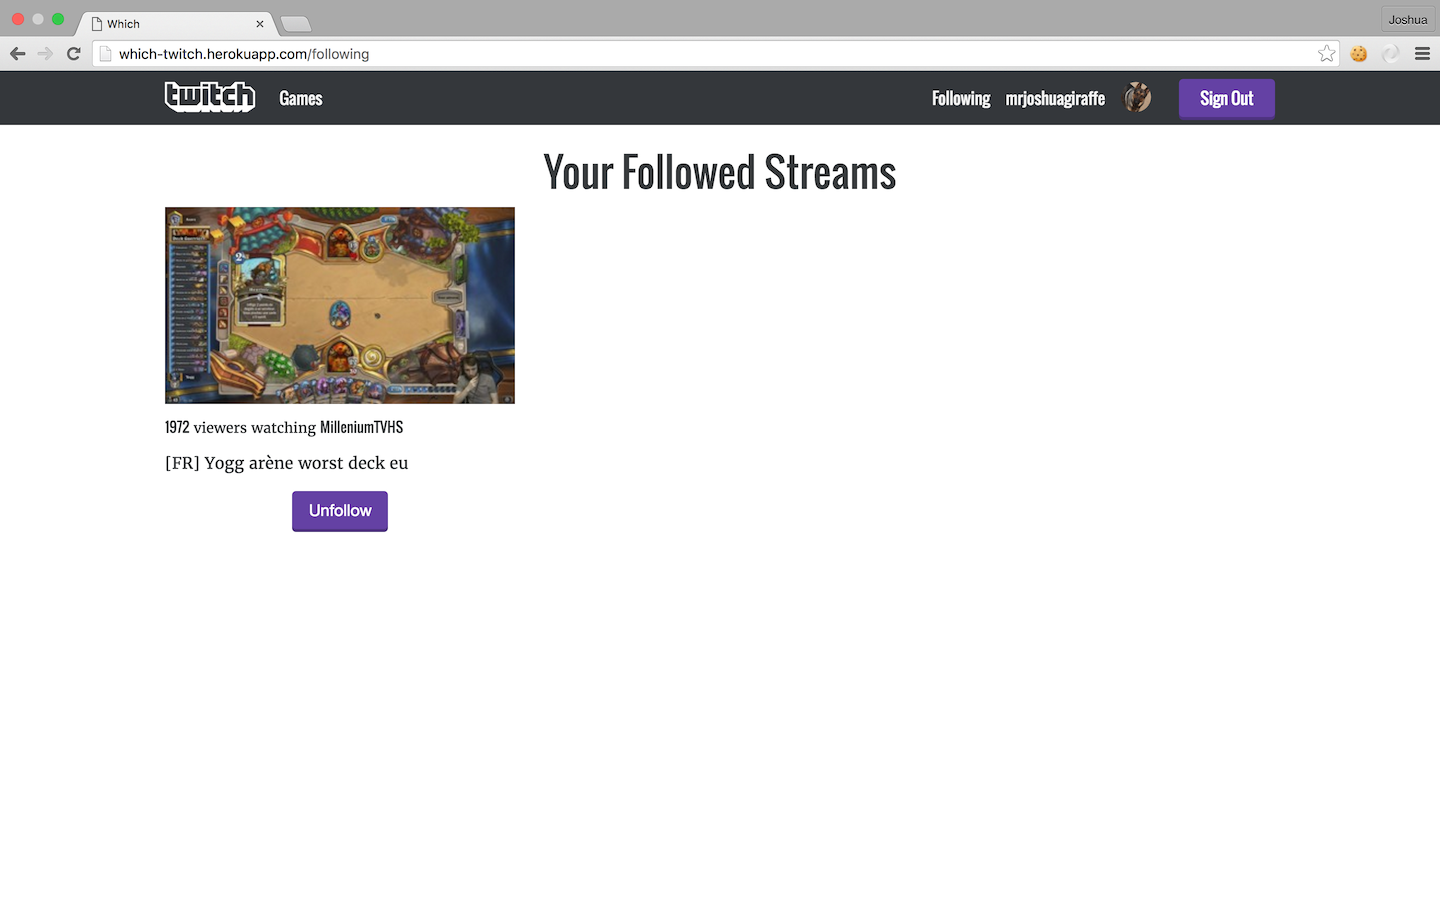 Which
Joshua
which-twitch.herokuapp.com/following
twitch
Games
Following
mrjoshuagiraffe
Sign Out
Your Followed Streams
1972 viewers watching MilleniumTVHS
[FR] Yogg arène worst deck eu
Unfollow